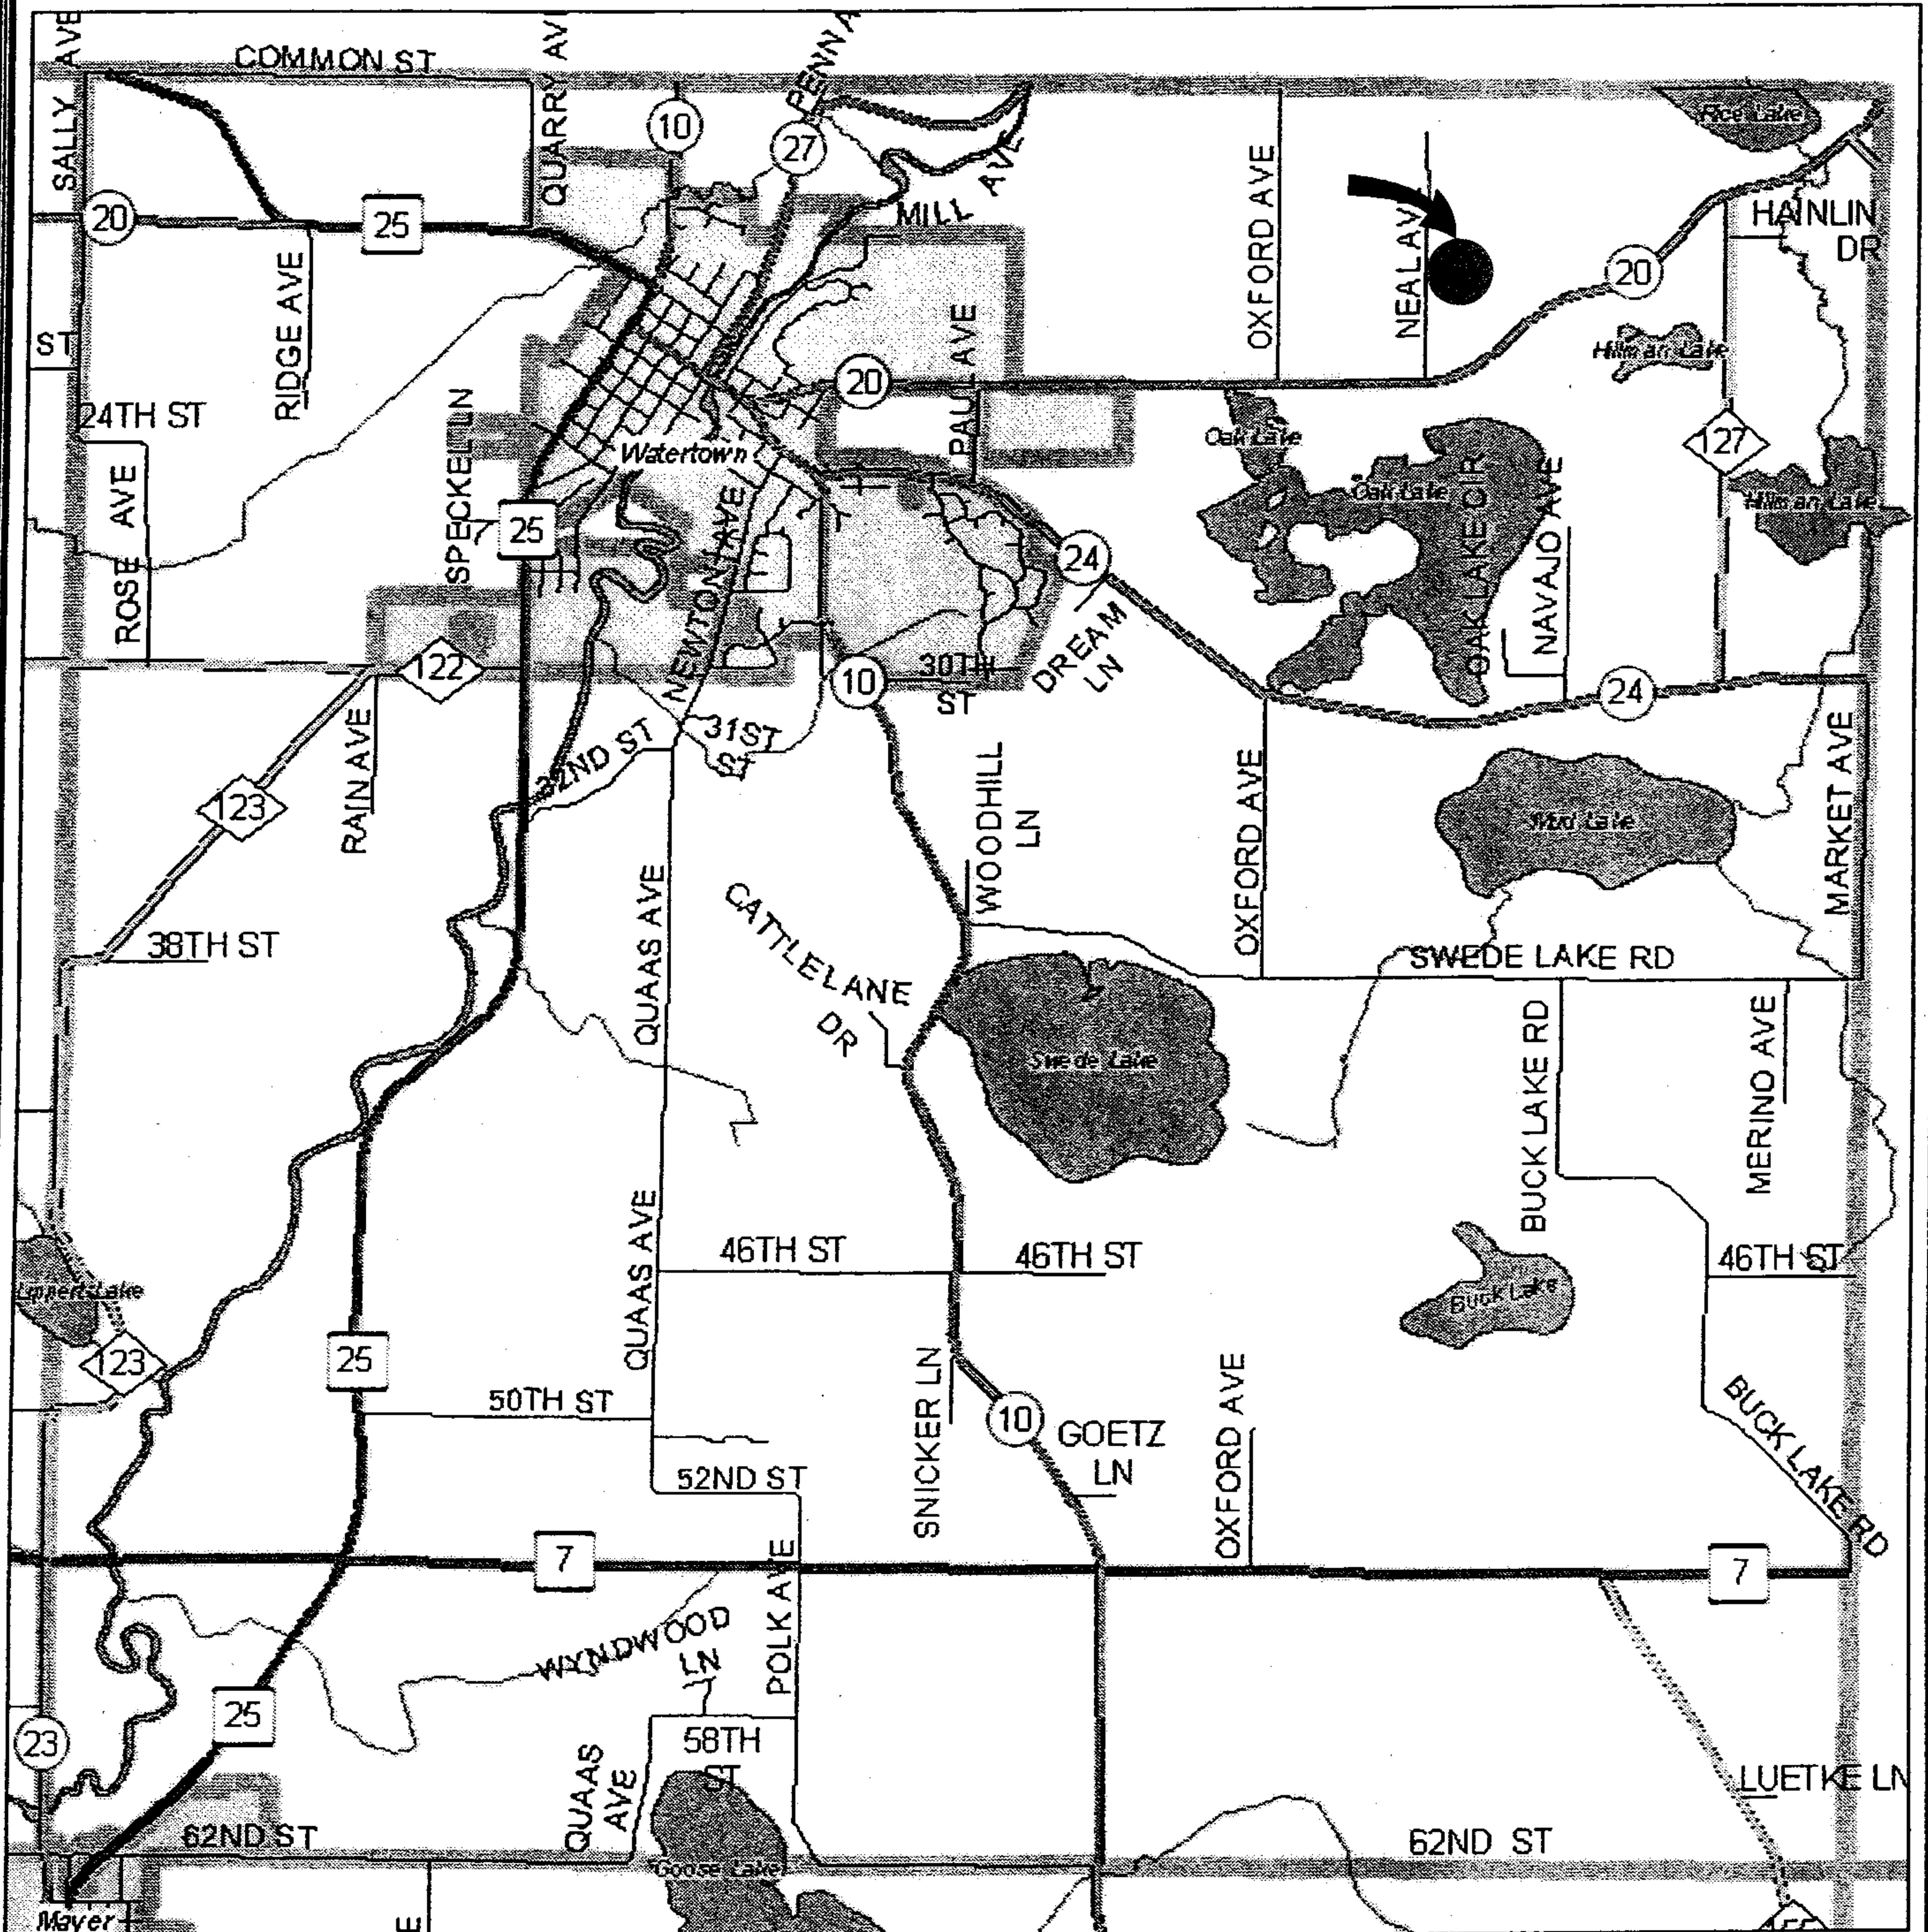 SALLY AVE
COMMON ST
QUARRY AV
10
PENN A
27
MILL AVE
OXFORD AVE
NEAL AV
Rice Lake
HAINLIN
DR
20
25
20
RIDGE AVE
ST
24TH ST
SPECKEL LN
20
PAUL AVE
Hillman Lake
127
Watertown
Oak Lake
Oak Lake
OAK LAKE CIR
NAVAJO AVE
Hillman Lake
ROSE AVE
25
NEWTON AVE
24
DREAM
LN
122
10
30TH
ST
24
RAIN AVE
32ND ST
31ST
ST
123
WOODHILL
LN
OXFORD AVE
Mud Lake
MARKET AVE
38TH ST
QUAAS AVE
CATTLELANE
DR
SWEDE LAKE RD
Swede Lake
BUCK LAKE RD
MERINO AVE
QUAAS AVE
46TH ST
46TH ST
46TH ST
Lippert Lake
Buck Lake
123
25
SNICKER LN
50TH ST
10
GOETZ
LN
OXFORD AVE
BUCK LAKE RD
52ND ST
7
7
POLK AVE
WYNDWOOD
LN
25
23
58TH
ST
QUAAS
AVE
LUETKE LN
62ND ST
62ND ST
Goose Lake
Mayer
E